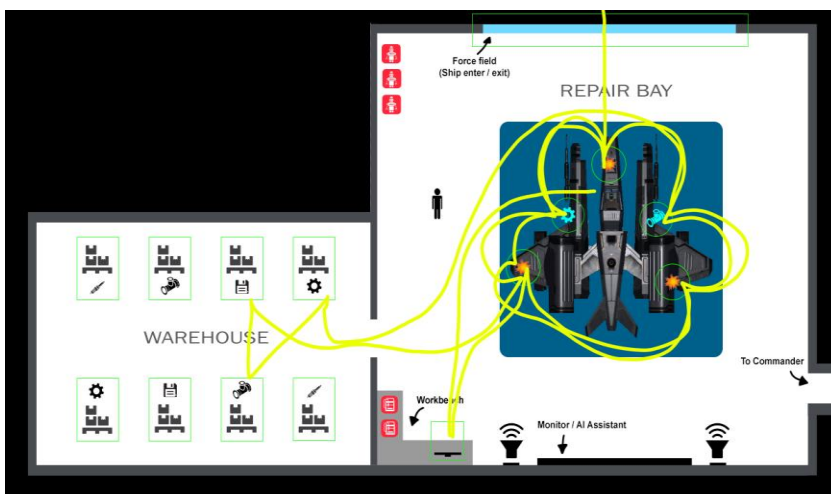 Force field
(Ship enter / exit)
REPAIR BAY
WAREHOUSE
To Commander
Workbench
Monitor / AI Assistant